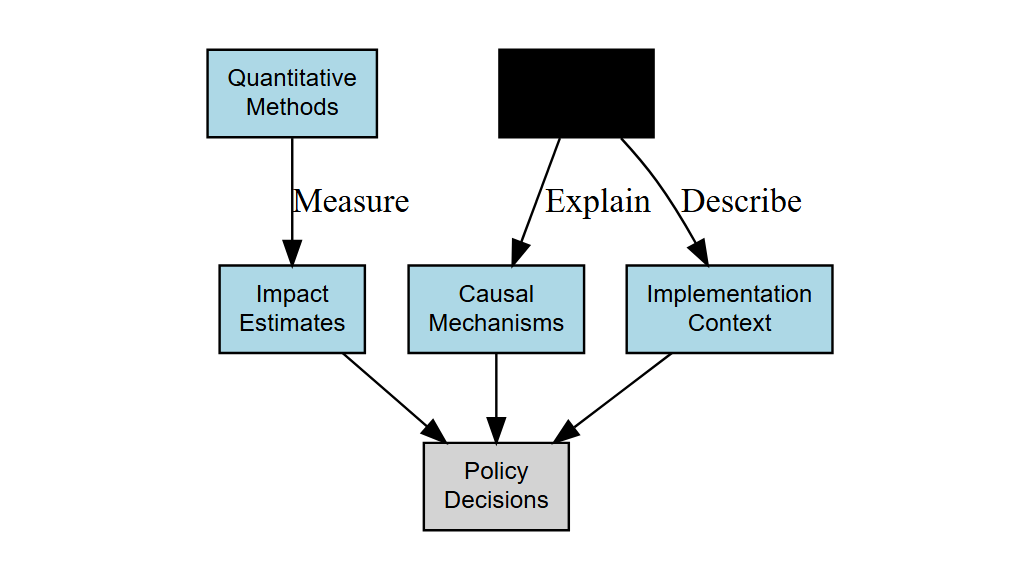 Quantitative
Methods
Measure
Explain
Describe
Impact
Estimates
Causal
Mechanisms
Implementation
Context
Policy
Decisions